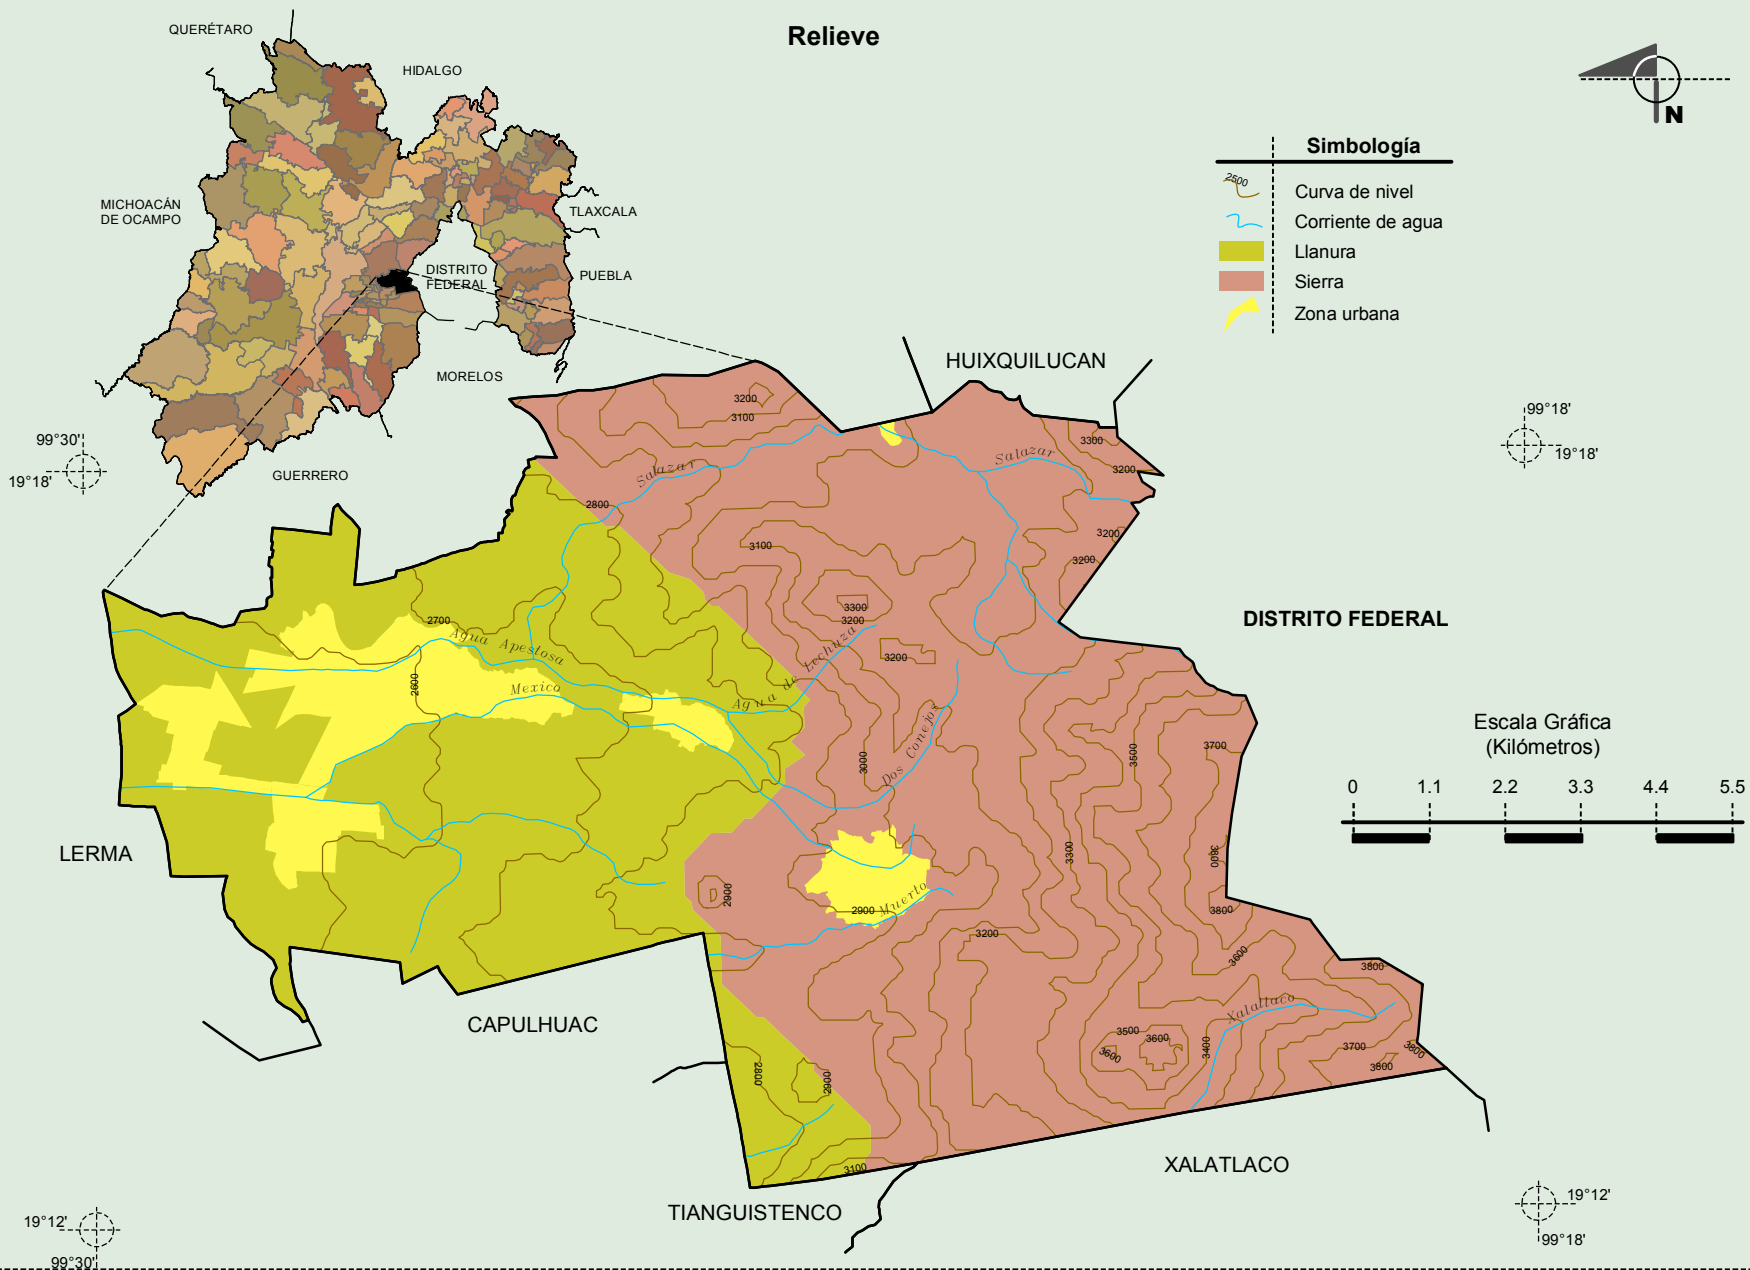 Relieve
QUERÉTARO
HIDALGO
MICHOACÁN
DE OCAMPO
TLAXCALA
DISTRITO
FEDERAL
PUEBLA
MORELOS
GUERRERO
N
Simbología
2500
Curva de nivel
Corriente de agua
Llanura
Sierra
Zona urbana
99°30'
19°18'
99°18'
19°18'
HUIXQUILUCAN
3200
3100
3300
3200
Salazar
Salazar
2800
3100
3200
3200
3300
3200
3200
2700
Agua Apestosa
Agua de Lechuza
2600
Mexico
DISTRITO FEDERAL
Dos Conejos
3000
3500
3700
3300
3800
2900
2900
Muerto
3800
3200
3600
3800
Xalatlaco
3500
3600
3600
3400
3700
3800
3800
2800
2900
3100
LERMA
CAPULHUAC
TIANGUISTENCO
XALATLACO
Escala Gráfica
(Kilómetros)
0 1.1 2.2 3.3 4.4 5.5
19°12'
99°30'
19°12'
99°18'